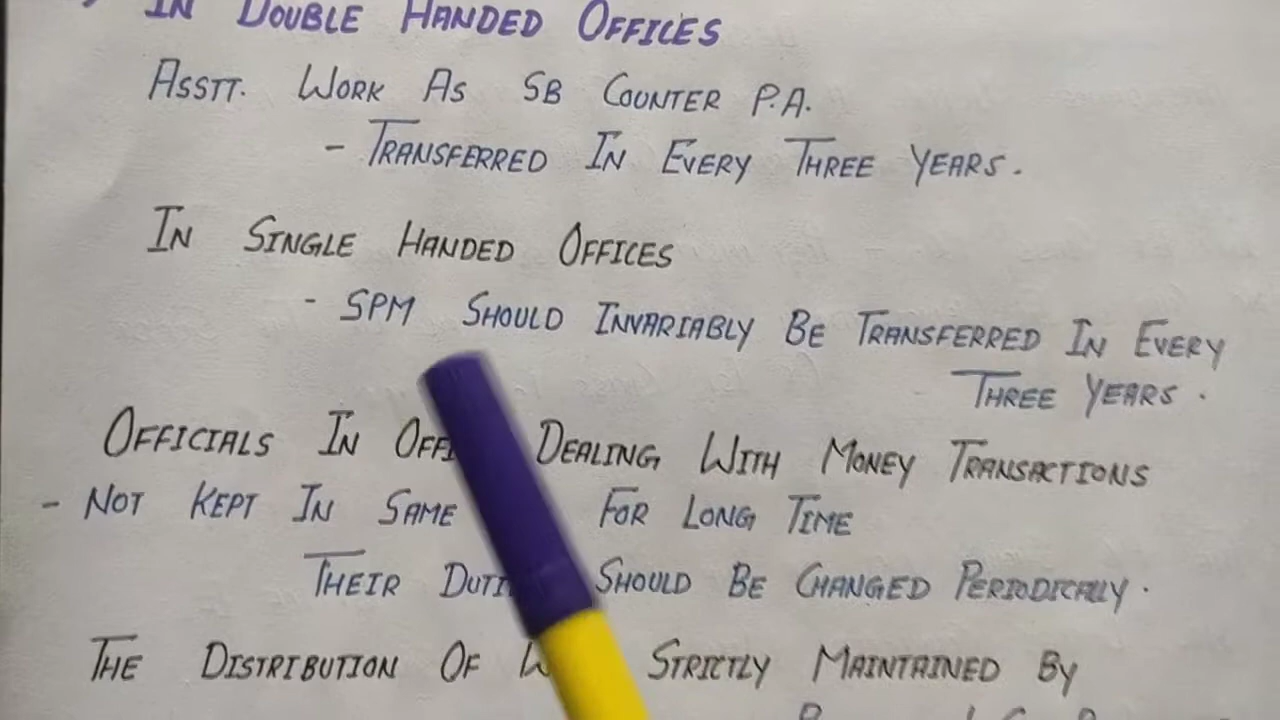 IN DOUBLE HANDED OFFICES
ASSTT. WORK AS SB COUNTER P.A.
- TRANSFERRED IN EVERY THREE YEARS.
IN SINGLE HANDED OFFICES
- SPM SHOULD INVARIABLY BE TRANSFERRED IN EVERY
THREE YEARS.
OFFICIALS IN DEALING WITH MONEY TRANSACTIONS
- NOT KEPT IN SAME FOR LONG TIME
THEIR SHOULD BE CHANGED PERIODICALLY.
THE DISTRIBUTION OF STRICTLY MAINTAINED BY